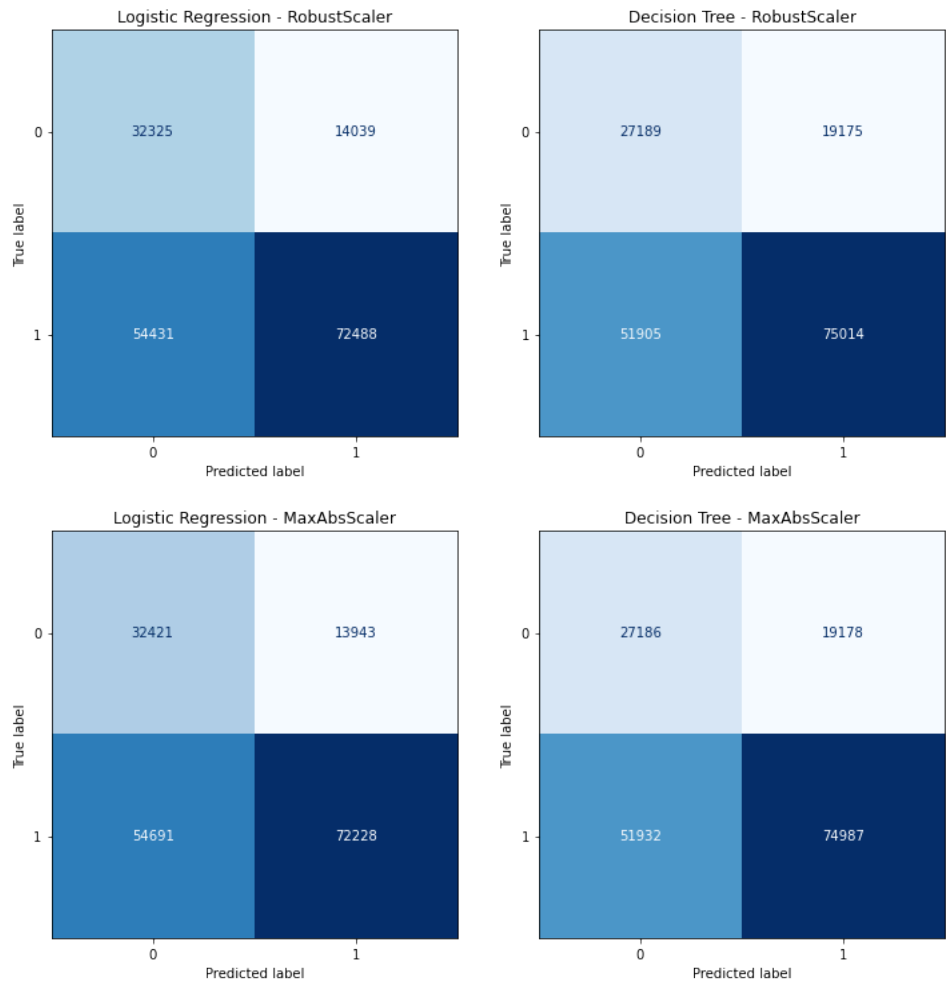 Logistic Regression - RobustScaler
True label
0
32325
14039
1
54431
72488
0
1
Predicted label
Decision Tree - RobustScaler
True label
0
27189
19175
1
51905
75014
0
1
Predicted label
Logistic Regression - MaxAbsScaler
True label
0
32421
13943
1
54691
72228
0
1
Predicted label
Decision Tree - MaxAbsScaler
True label
0
27186
19178
1
51932
74987
0
1
Predicted label